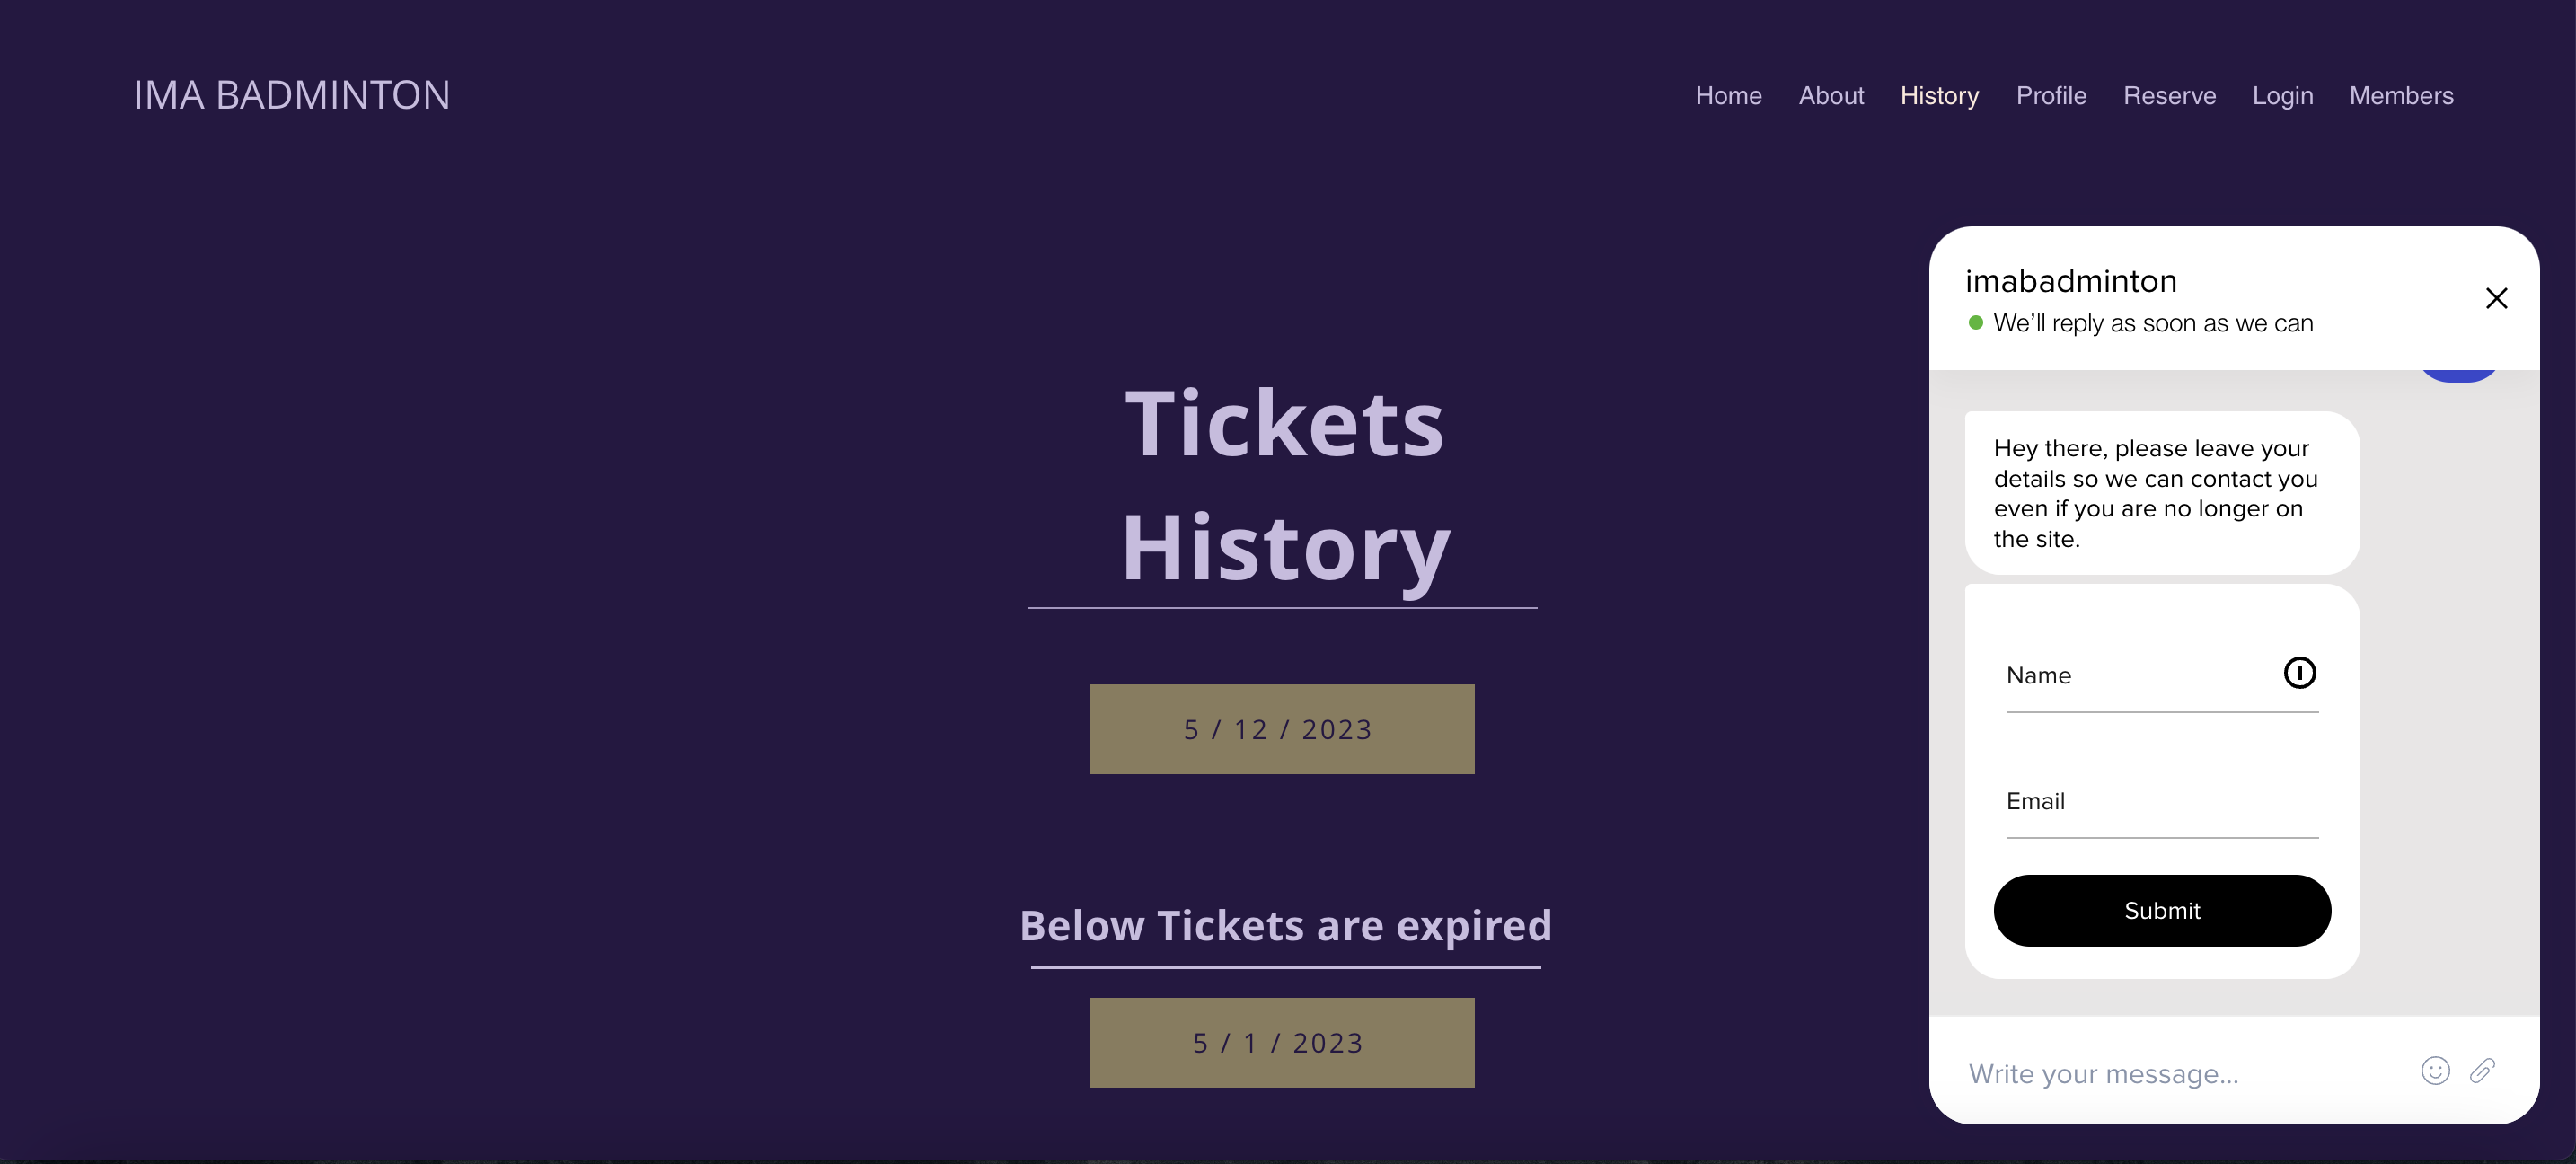 IMA BADMINTON
Home About History Profile Reserve Login Members
Tickets
History
5 / 12 / 2023
Below Tickets are expired
5 / 1 / 2023
imabadminton
We’ll reply as soon as we can
Hey there, please leave your
details so we can contact you
even if you are no longer on
the site.
Name
Email
Submit
Write your message...